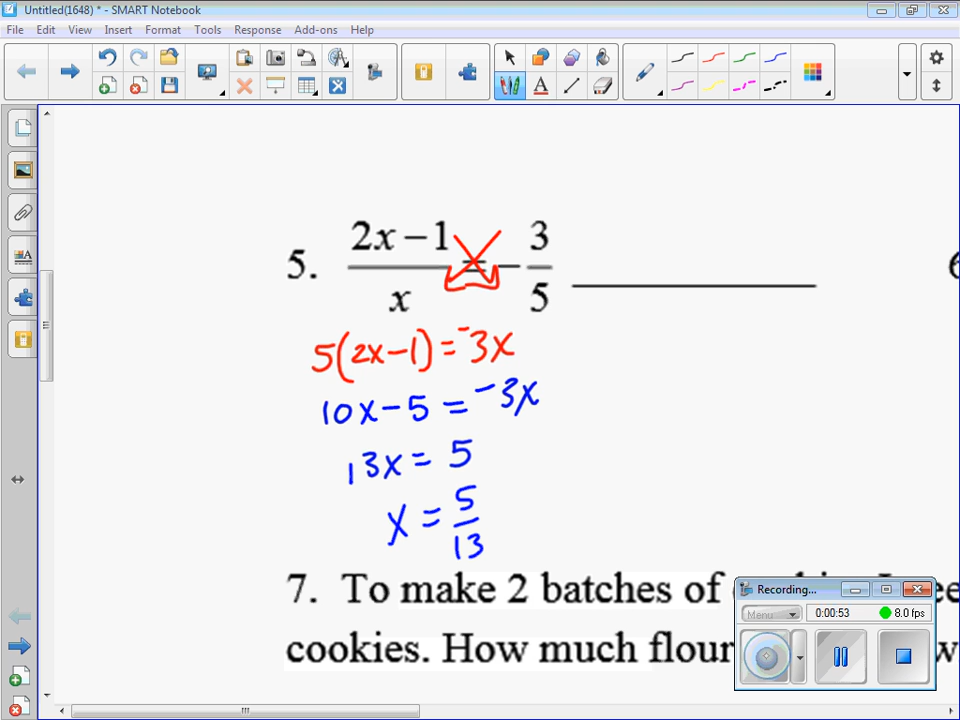 Untitled(1648) * - SMART Notebook
File Edit View Insert Format Tools Response Add-ons Help
5. 2x − 1 / x = − 3 / 5
5(2x−1) = ⁻3x
10x − 5 = ⁻3x
13x = 5
x = 5/13
7. To make 2 batches of
cookies. How much flour
Recording...
Menu 0:00:53 8.0 fps